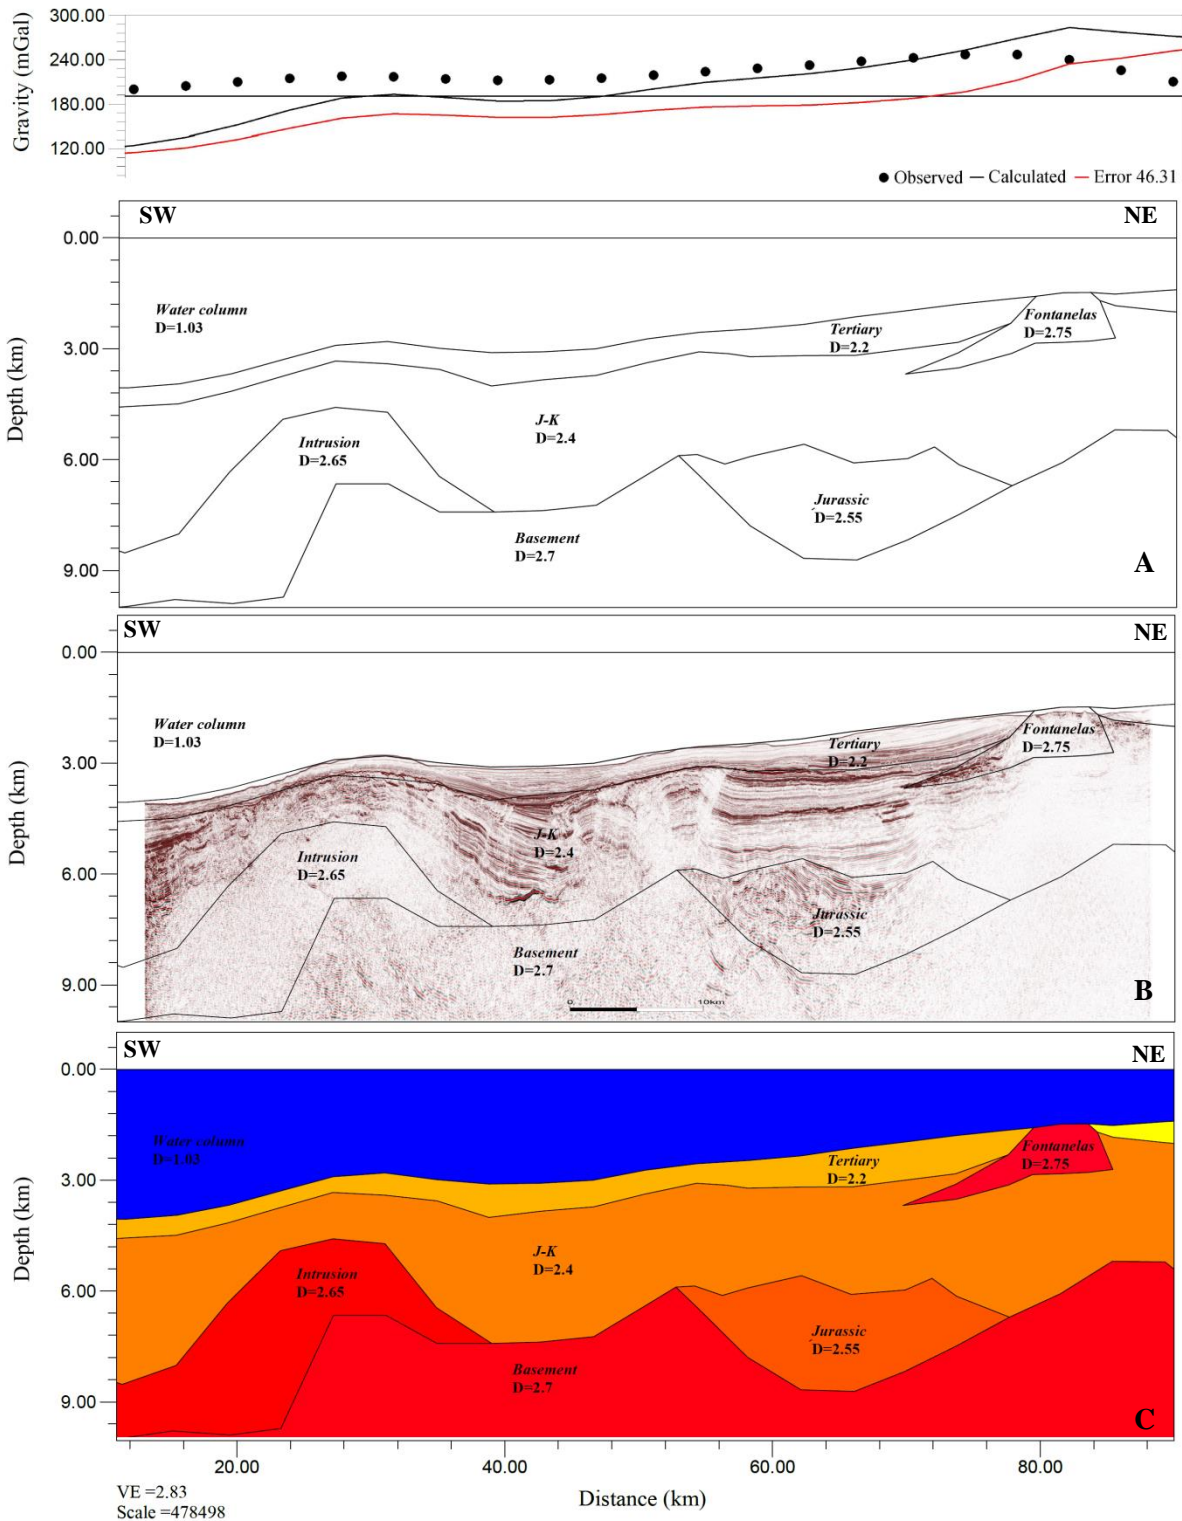 300.00
240.00
180.00
120.00
Gravity (mGal)
Observed
Calculated
Error 46.31
SW
NE
0.00
3.00
6.00
9.00
Depth (km)
Water column
D=1.03
Tertiary
D=2.2
Fontanelas
D=2.75
J-K
D=2.4
Intrusion
D=2.65
Jurassic
D=2.55
Basement
D=2.7
A
SW
NE
0.00
3.00
6.00
9.00
Depth (km)
Water column
D=1.03
Tertiary
D=2.2
Fontanelas
D=2.75
J-K
D=2.4
Intrusion
D=2.65
Jurassic
D=2.55
Basement
D=2.7
0
10km
B
SW
NE
0.00
3.00
6.00
9.00
Depth (km)
Water column
D=1.03
Tertiary
D=2.2
Fontanelas
D=2.75
J-K
D=2.4
Intrusion
D=2.65
Jurassic
D=2.55
Basement
D=2.7
C
20.00
40.00
60.00
80.00
Distance (km)
VE =2.83
Scale =478498